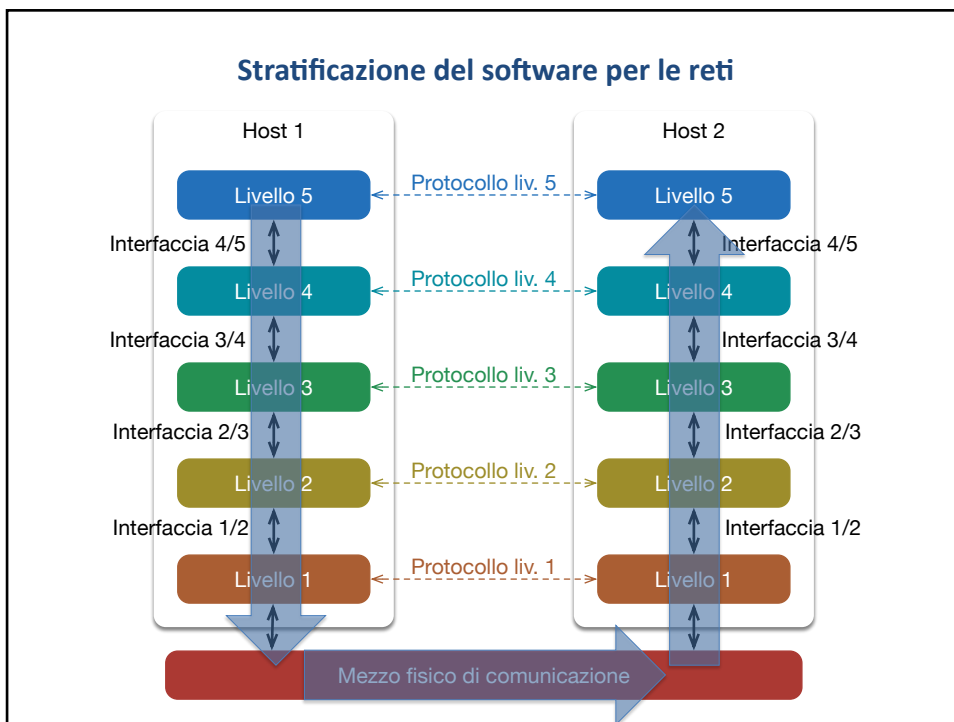 Stratificazione del software per le reti
Host 1
Host 2
Livello 5
Protocollo liv. 5
Livello 5
Interfaccia 4/5
Interfaccia 4/5
Livello 4
Protocollo liv. 4
Livello 4
Interfaccia 3/4
Interfaccia 3/4
Livello 3
Protocollo liv. 3
Livello 3
Interfaccia 2/3
Interfaccia 2/3
Livello 2
Protocollo liv. 2
Livello 2
Interfaccia 1/2
Interfaccia 1/2
Livello 1
Protocollo liv. 1
Livello 1
Mezzo fisico di comunicazione